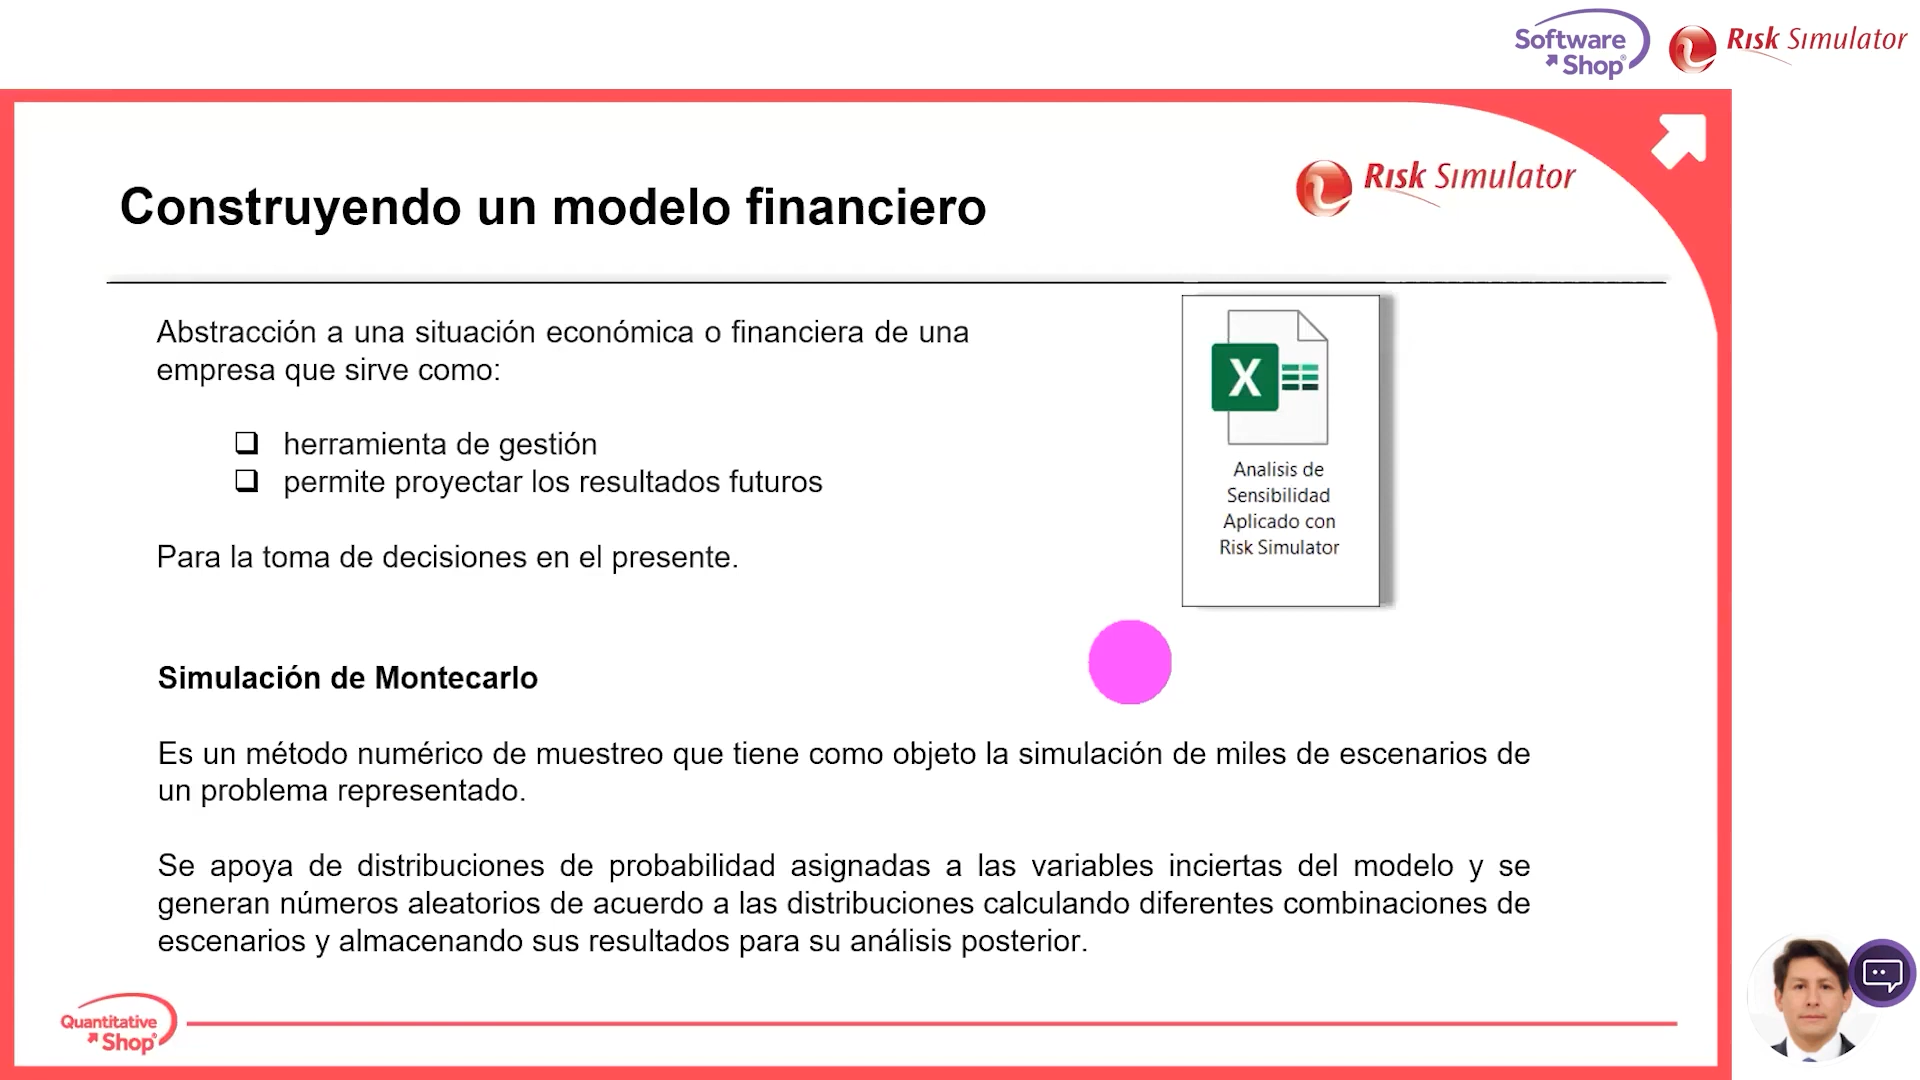 Software
Shop
Risk Simulator
Construyendo un modelo financiero
Risk Simulator
Abstracción a una situación económica o financiera de una
empresa que sirve como:
herramienta de gestión
permite proyectar los resultados futuros
Para la toma de decisiones en el presente.
X
Analisis de
Sensibilidad
Aplicado con
Risk Simulator
Simulación de Montecarlo
Es un método numérico de muestreo que tiene como objeto la simulación de miles de escenarios de
un problema representado.
Se apoya de distribuciones de probabilidad asignadas a las variables inciertas del modelo y se
generan números aleatorios de acuerdo a las distribuciones calculando diferentes combinaciones de
escenarios y almacenando sus resultados para su análisis posterior.
Quantitative
Shop